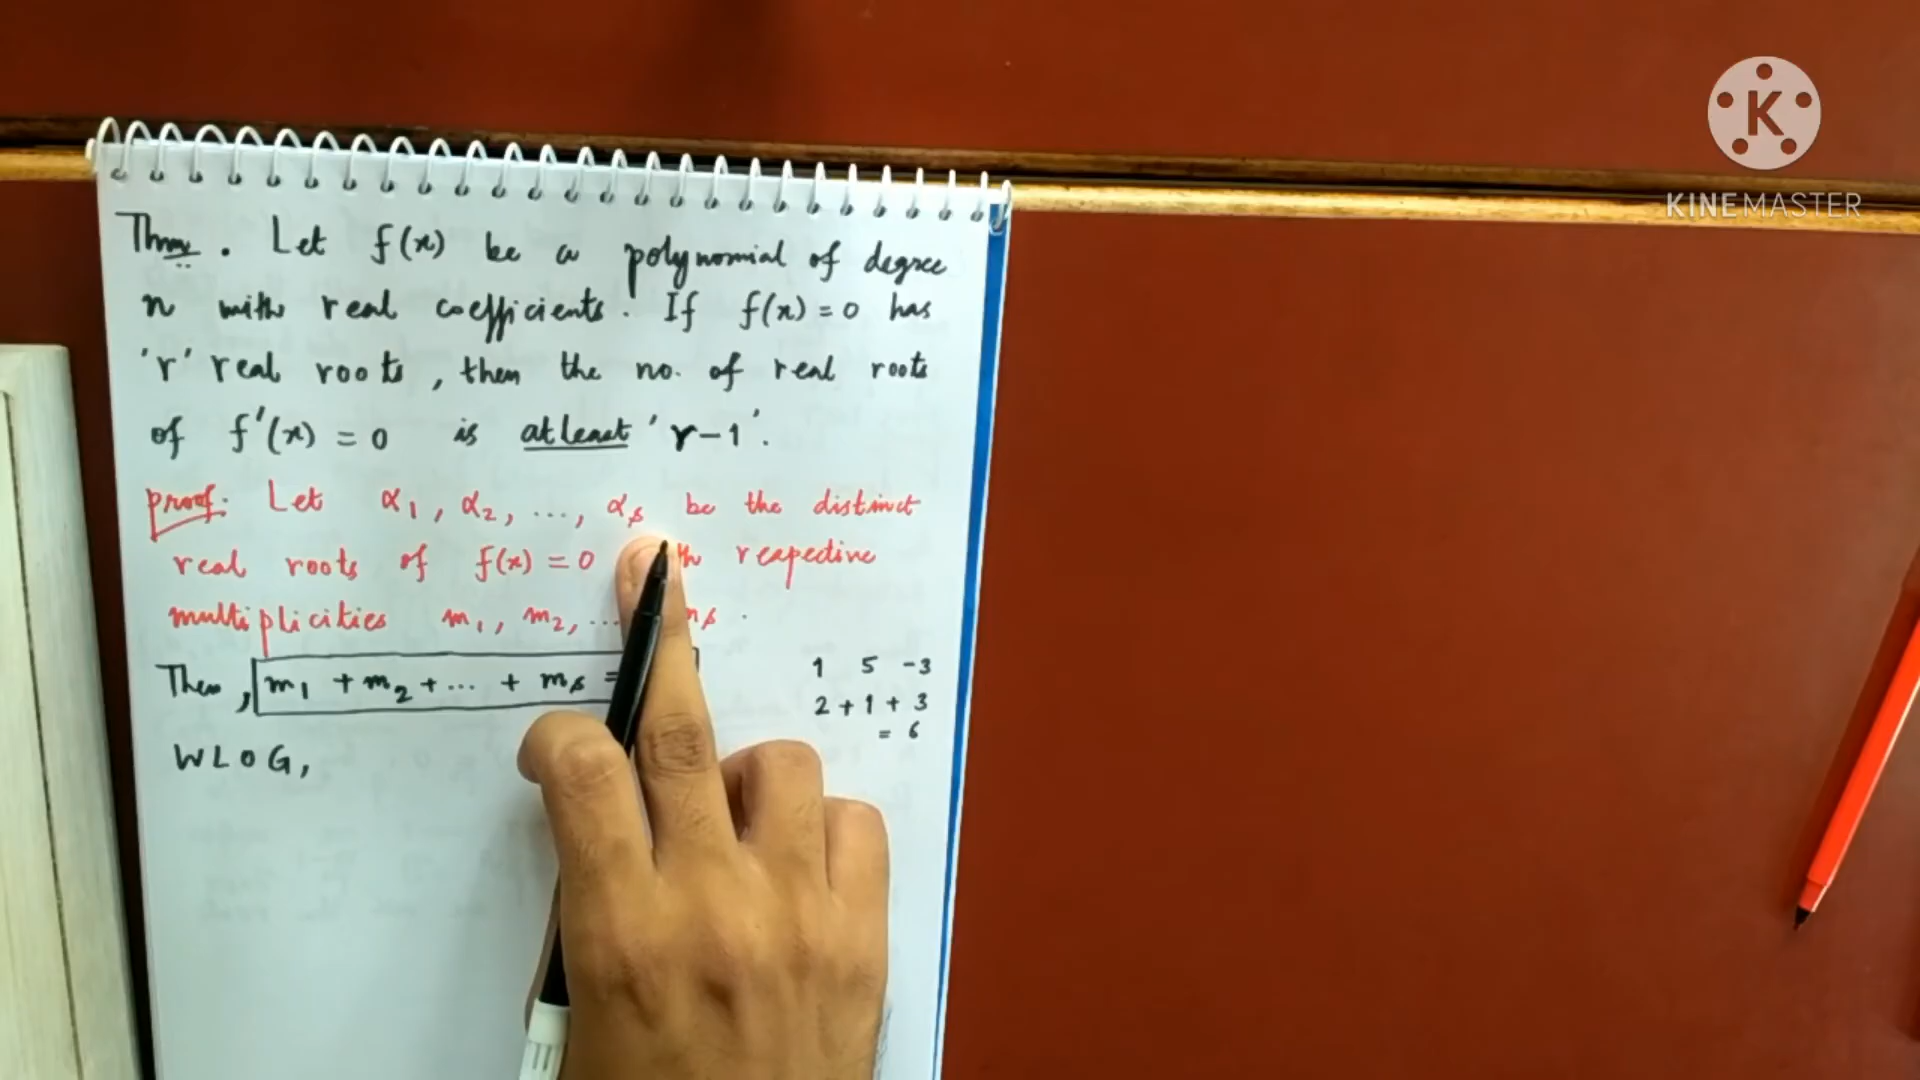 Thm. Let f(x) be a polynomial of degree
n with real coefficients. If f(x) = 0 has
'r' real roots, then the no. of real roots
of f'(x) = 0 is atleast 'r-1'.
proof: Let α1, α2, ..., αs be the distinct
real roots of f(x) = 0 respective
multiplicities m1, m2, ... ms.
Then, m1 + m2 + ... + ms =
1 5 -3
2 + 1 + 3
= 6
WLOG,
K
KINEMASTER